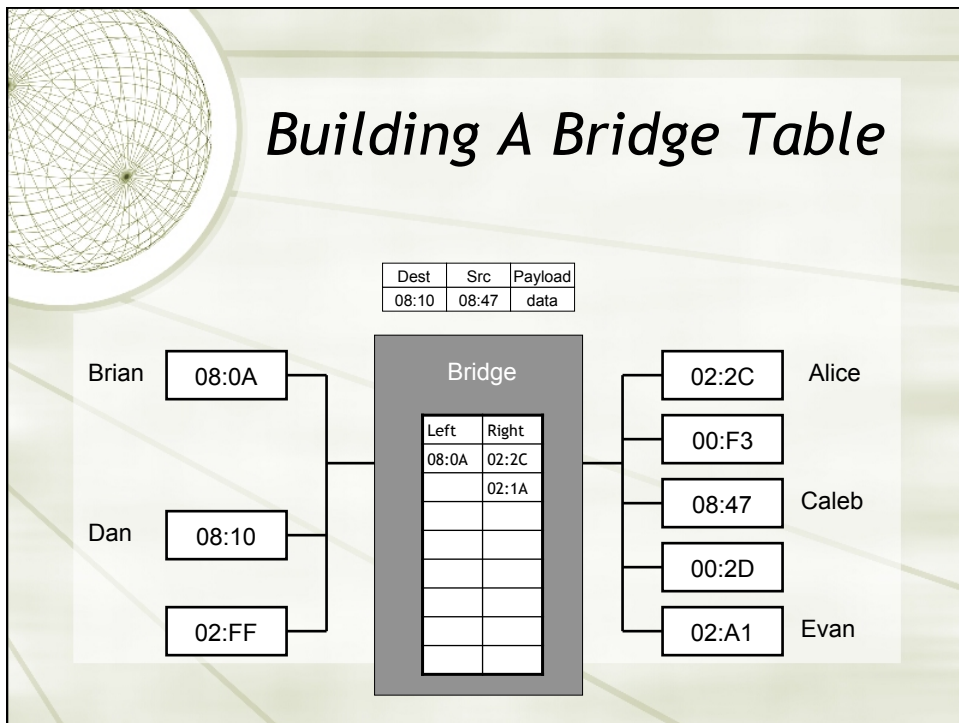 Building A Bridge Table
Dest Src Payload
08:10 08:47 data
Brian 08:0A
Dan 08:10
02:FF
Bridge
Left Right
08:0A 02:2C
02:1A
02:2C Alice
00:F3
08:47 Caleb
00:2D
02:A1 Evan